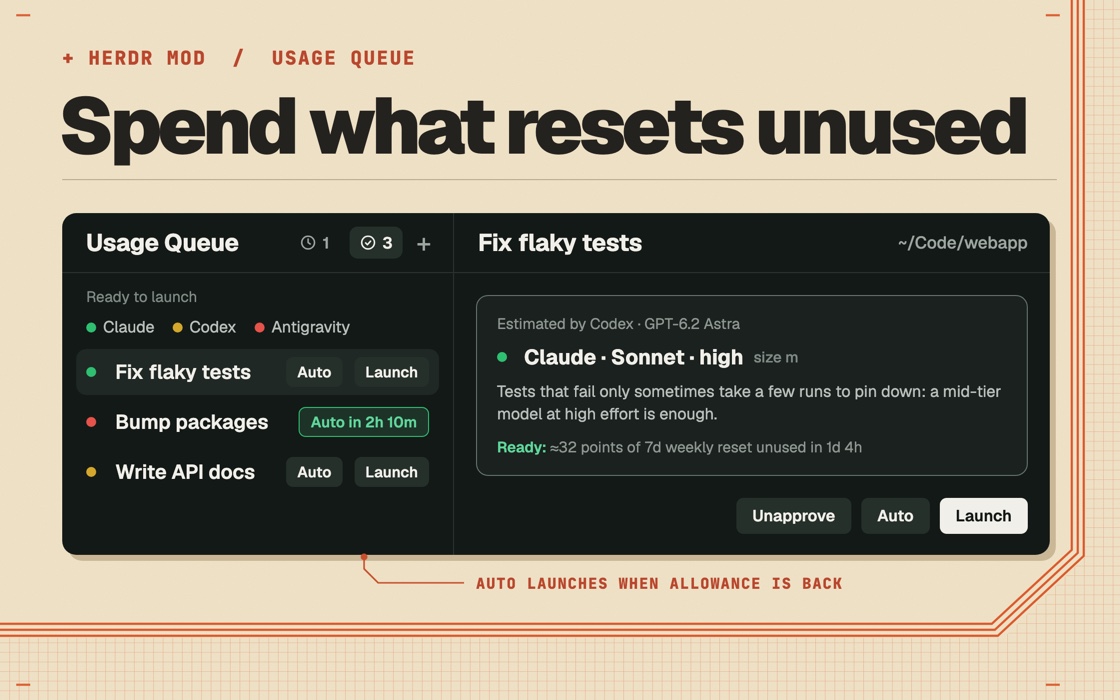 + HERDR MOD / USAGE QUEUE
Spend what resets unused
Usage Queue
1
3
+
Ready to launch
Claude
Codex
Antigravity
Fix flaky tests
Auto
Launch
Bump packages
Auto in 2h 10m
Write API docs
Auto
Launch
Fix flaky tests
~/Code/webapp
Estimated by Codex · GPT-6.2 Astra
Claude · Sonnet · high size m
Tests that fail only sometimes take a few runs to pin down: a mid-tier
model at high effort is enough.
Ready: ≈32 points of 7d weekly reset unused in 1d 4h
Unapprove
Auto
Launch
AUTO LAUNCHES WHEN ALLOWANCE IS BACK